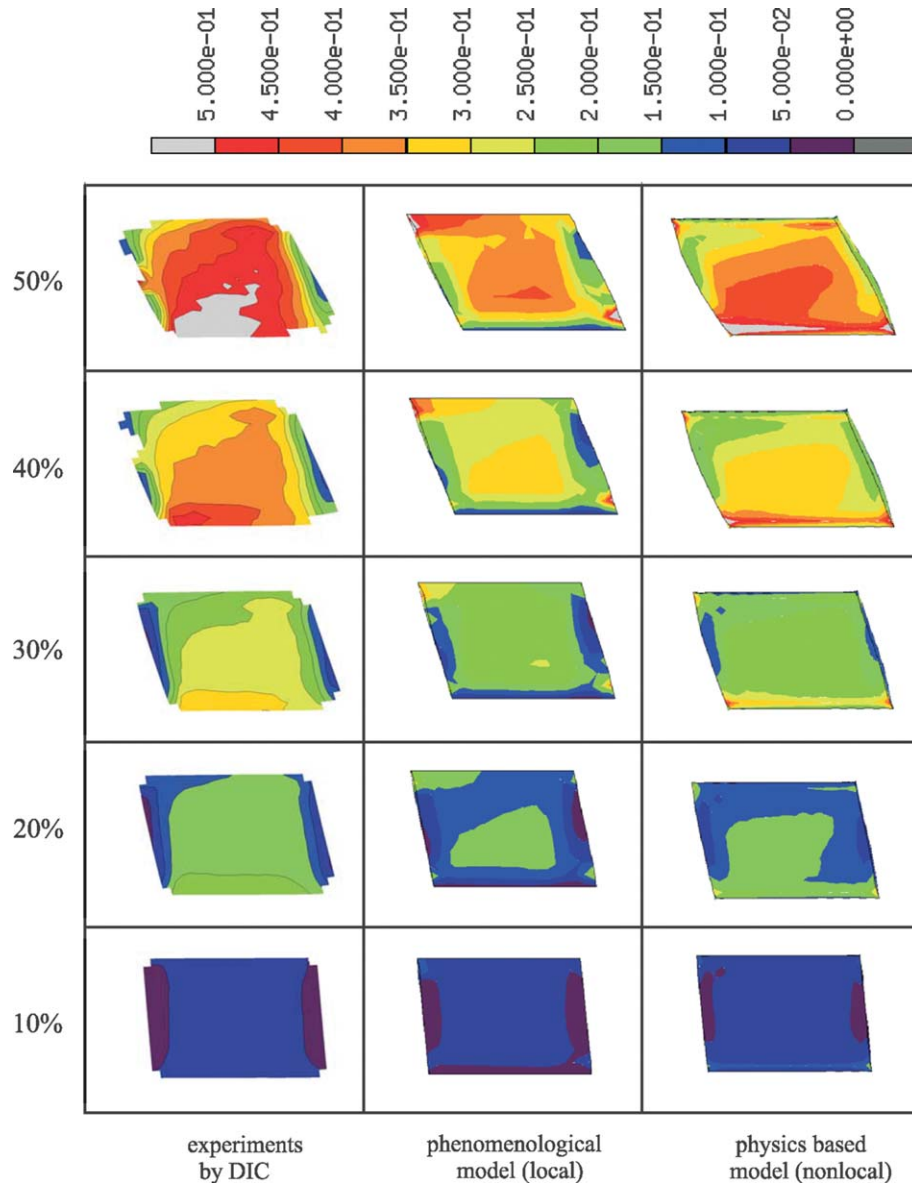 5.000e-01
4.500e-01
4.000e-01
3.500e-01
3.000e-01
2.500e-01
2.000e-01
1.500e-01
1.000e-01
5.000e-02
0.000e+00
50%
40%
30%
20%
10%
experiments
by DIC
phenomenological
model (local)
physics based
model (nonlocal)